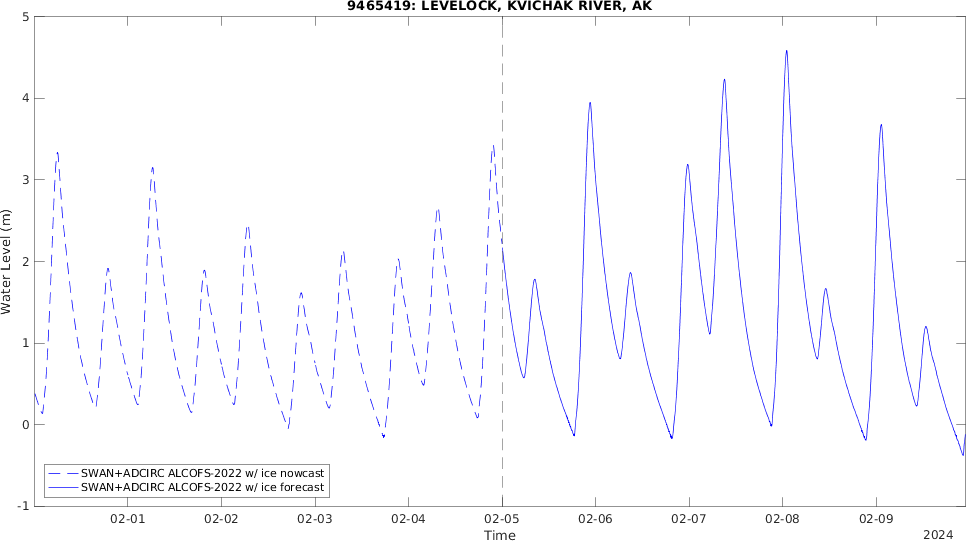 9465419: LEVELOCK, KVICHAK RIVER, AK
5
4
3
2
1
0
-1
Water Level (m)
SWAN+ADCIRC ALCOFS-2022 w/ ice nowcast
SWAN+ADCIRC ALCOFS-2022 w/ ice forecast
02-01 02-02 02-03 02-04 02-05 02-06 02-07 02-08 02-09
Time
2024